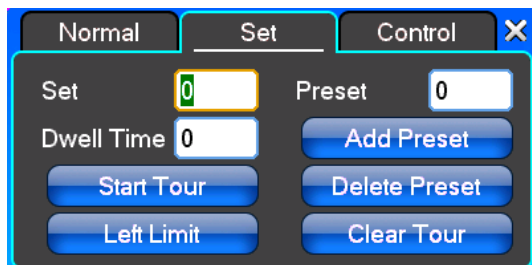 Normal Set Control
Set 0 Preset 0
Dwell Time 0 Add Preset
Start Tour Delete Preset
Left Limit Clear Tour